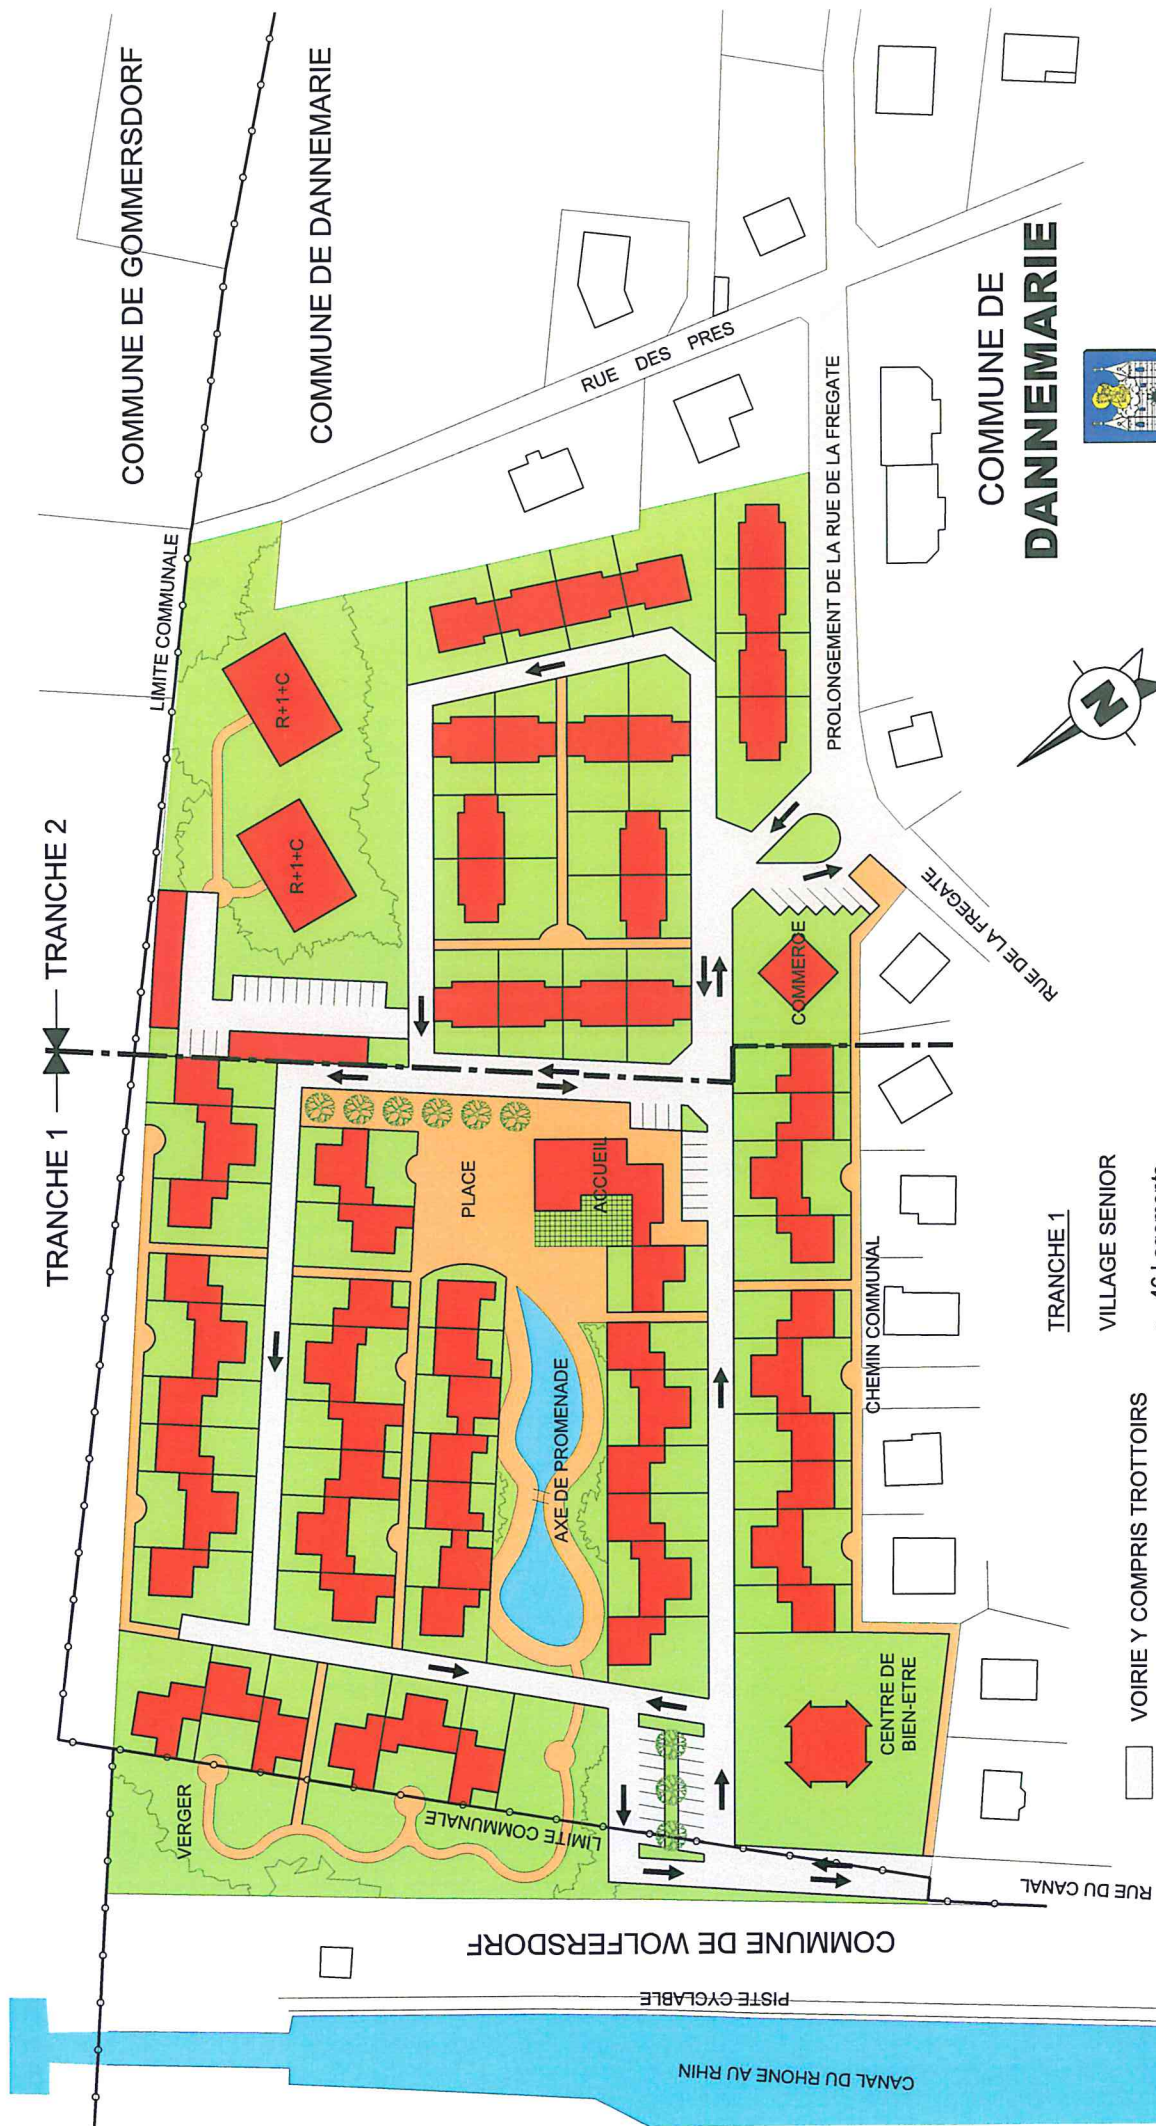 COMMUNE DE GOMMERSDORF
COMMUNE DE DANNEMARIE
LIMITE COMMUNALE
TRANCHE 1
TRANCHE 2
RUE DES PRES
PROLONGEMENT DE LA RUE DE LA FREGATE
R+1+C
R+1+C
COMMERCE
RUE DE LA FREGATE
PLACE
ACCUEIL
AXE DE PROMENADE
CHEMIN COMMUNAL
CENTRE DE
BIEN-ETRE
VERGER
LIMITE COMMUNALE
RUE DU CANAL
COMMUNE DE WOLFERSDORF
PISTE CYCLABLE
CANAL DU RHONE AU RHIN
COMMUNE DE
DANNEMARIE
N
TRANCHE 1
VILLAGE SENIOR
VOIRIE Y COMPRIS TROTTOIRS